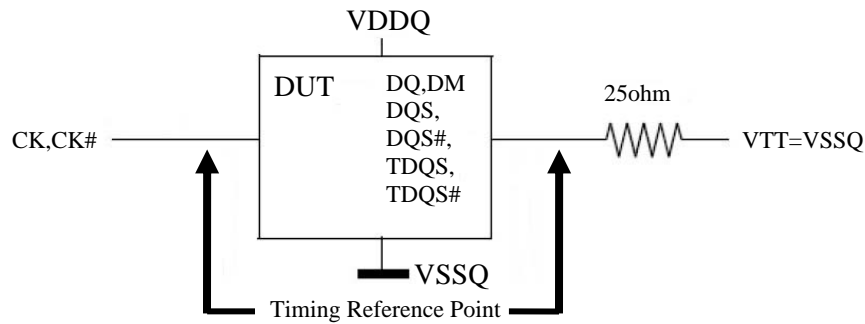 VDDQ
DUT
DQ,DM
DQS,
DQS#,
TDQS,
TDQS#
25ohm
CK,CK#
VTT=VSSQ
VSSQ
Timing Reference Point